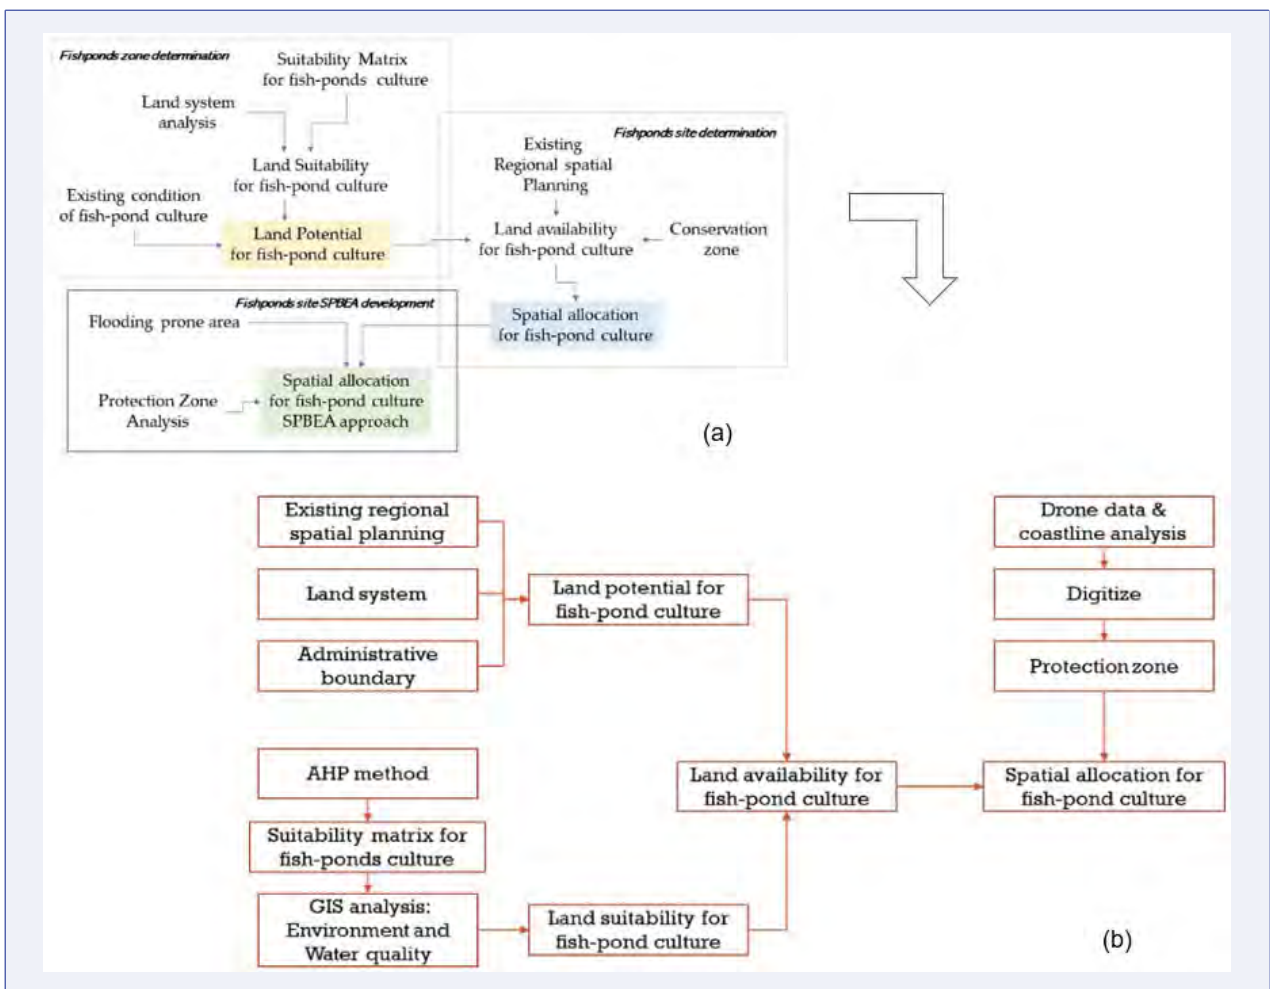 Fishponds zone determination
Suitability Matrix
for fish-ponds culture
Land system
analysis
Land Suitability
for fish-pond culture
Existing condition
of fish-pond culture
Land Potential
for fish-pond culture
Fishponds site determination
Existing
Regional spatial
Planning
Land availability
for fish-pond culture
Conservation
zone
Spatial allocation
for fish-pond culture
Fishponds site SPBEA development
Flooding prone area
Spatial allocation
for fish-pond culture
SPBEA approach
Protection Zone
Analysis
(a)
Existing regional
spatial planning
Land system
Administrative
boundary
Land potential for
fish-pond culture
Drone data &
coastline analysis
Digitize
Protection zone
AHP method
Suitability matrix for
fish-ponds culture
GIS analysis:
Environment and
Water quality
Land suitability for
fish-pond culture
Land availability for
fish-pond culture
Spatial allocation for
fish-pond culture
(b)